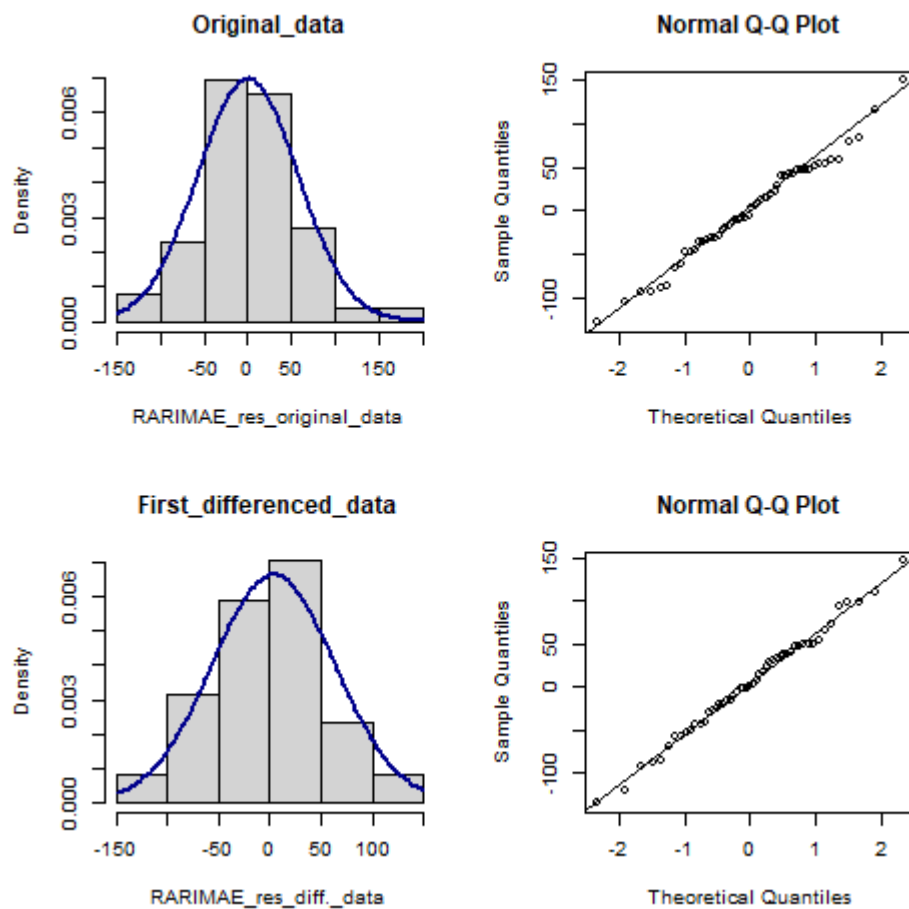 Original_data
Density
0.000
0.003
0.006
-150
-50
0
50
150
RARIMAE_res_original_data
Normal Q-Q Plot
Sample Quantiles
-100
0
50
150
-2
-1
0
1
2
Theoretical Quantiles
First_differenced_data
Density
0.000
0.003
0.006
-150
-50
0
50
100
RARIMAE_res_diff._data
Normal Q-Q Plot
Sample Quantiles
-100
0
50
150
-2
-1
0
1
2
Theoretical Quantiles